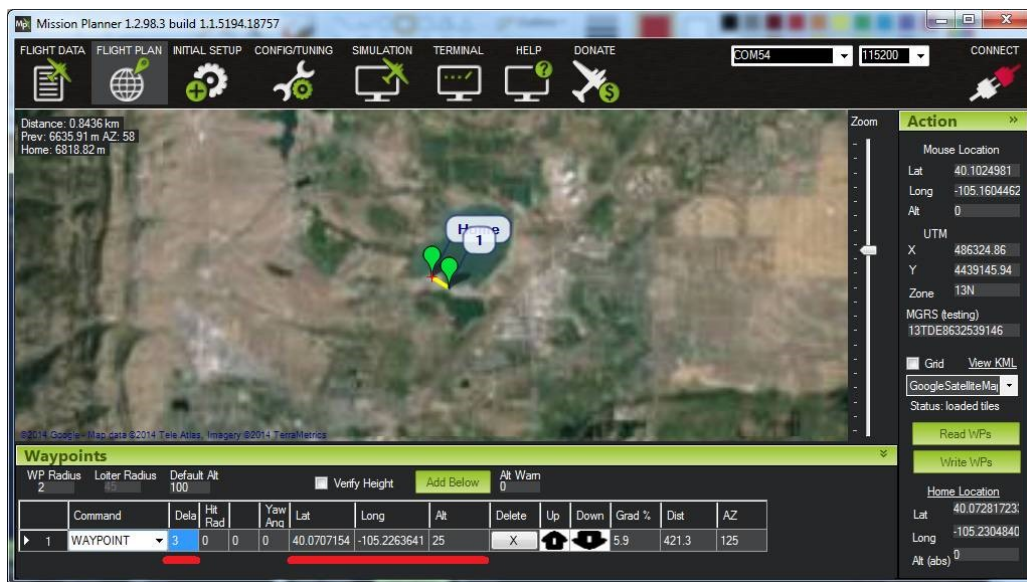 Mission Planner 1.2.98.3 build 1.1.5194.18757
FLIGHT DATA FLIGHT PLAN INITIAL SETUP CONFIG/TUNING SIMULATION TERMINAL HELP DONATE
COM54 115200 CONNECT
Distance: 0.8436 km
Prev: 6635.91 m AZ: 58
Home: 6818.82 m
Zoom
Home
1
©2014 Google - Map data ©2014 Tele Atlas, Imagery ©2014 TerraMetrics
Action »
Mouse Location
Lat 40.1024981
Long -105.1604462
Alt 0
UTM
X 486324.86
Y 4439145.94
Zone 13N
MGRS (testing)
13TDE8632539146
Grid View KML
GoogleSatelliteMap
Status: loaded tiles
Read WPs
Write WPs
Home Location
Lat 40.072817233
Long -105.2304840
Alt (abs) 0
Waypoints
WP Radius Loiter Radius Default Alt Alt Warn
2 45 100 Verify Height Add Below 0
Command Dela Hit Rad Yaw Ang Lat Long Alt Delete Up Down Grad % Dist AZ
1 WAYPOINT 3 0 0 0 40.0707154 -105.2263641 25 X 5.9 421.3 125